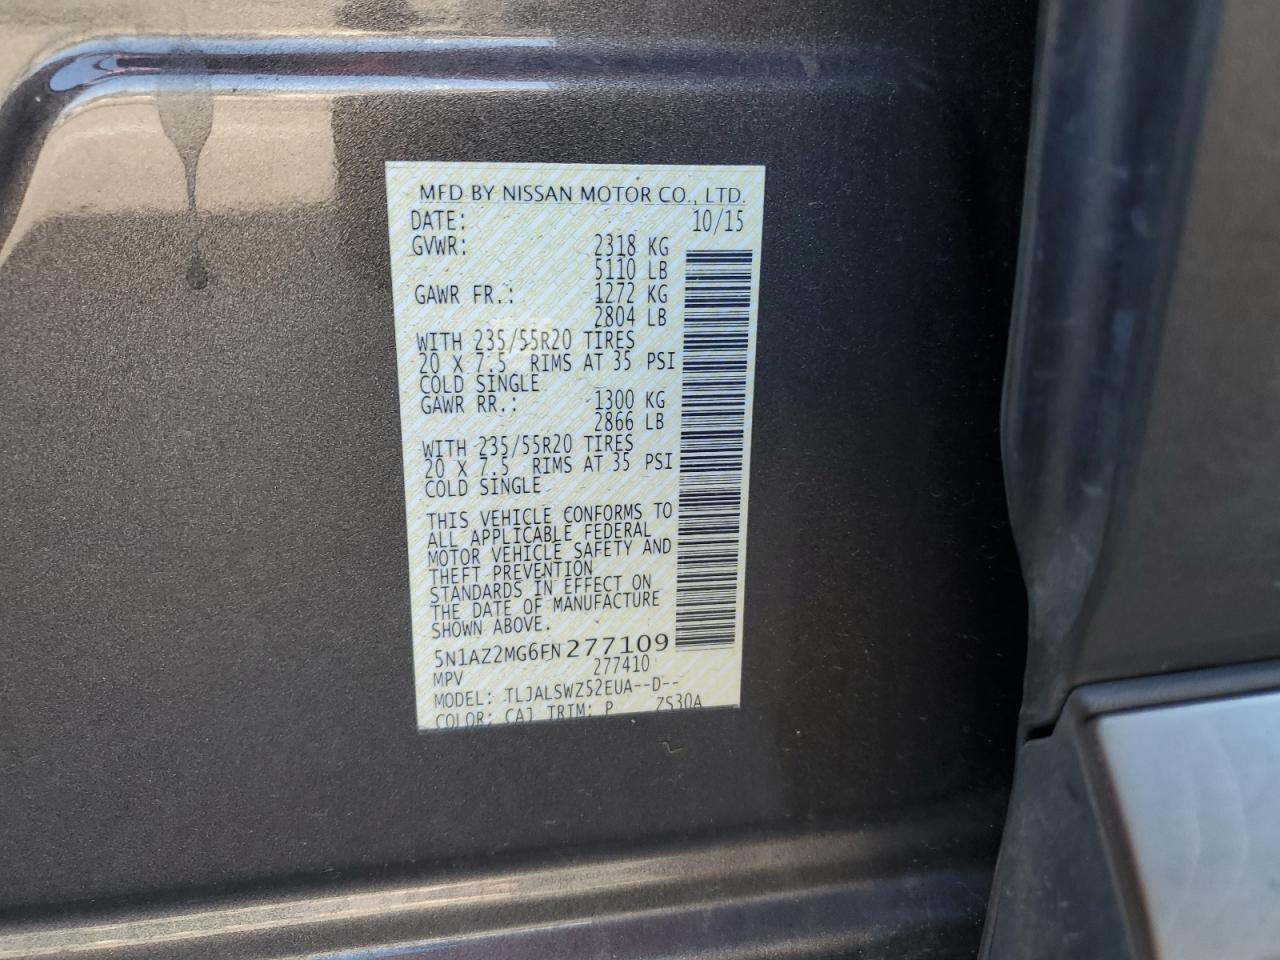 MFD BY NISSAN MOTOR CO., LTD.
DATE: 10/15
GVWR: 2318 KG
5110 LB
GAWR FR.: 1272 KG
2804 LB
WITH 235/55R20 TIRES
20 X 7.5 RIMS AT 35 PSI
COLD SINGLE
GAWR RR.: 1300 KG
2866 LB
WITH 235/55R20 TIRES
20 X 7.5 RIMS AT 35 PSI
COLD SINGLE
THIS VEHICLE CONFORMS TO
ALL APPLICABLE FEDERAL
MOTOR VEHICLE SAFETY AND
THEFT PREVENTION
STANDARDS IN EFFECT ON
THE DATE OF MANUFACTURE
SHOWN ABOVE.
5N1AZ2MG6FN277109
MPV 277410
MODEL: TLJALSWZ52EUA--D--
COLOR: CAJ TRIM: P ZS30A